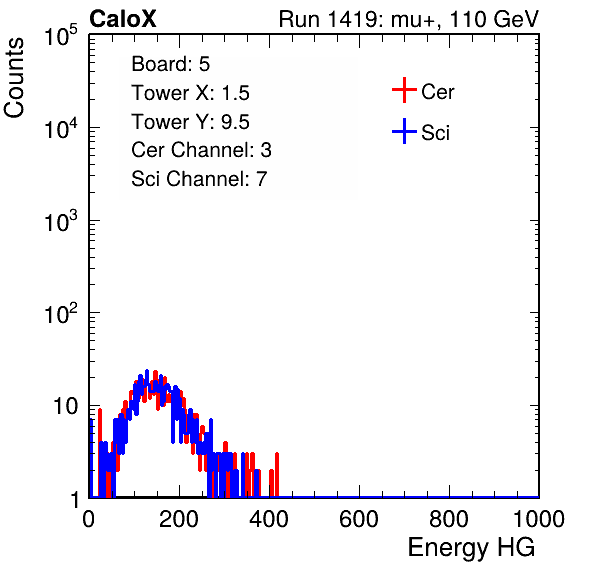 CaloX Run 1419: mu+, 110 GeV
Counts
10^5
10^4
10^3
10^2
10
1
Board: 5
Tower X: 1.5
Tower Y: 9.5
Cer Channel: 3
Sci Channel: 7
Cer
Sci
0 200 400 600 800 1000
Energy HG